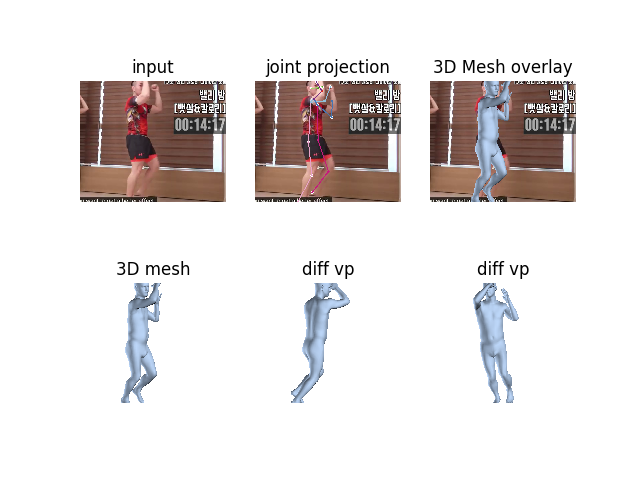 input
joint projection
3D Mesh overlay
밸리 밤
[뱃살&칼로리]
00:14:17
밸리 밤
[뱃살&칼로리]
00:14:17
밸리 밤
[뱃살&칼로리]
00:14:17
3D mesh
diff vp
diff vp